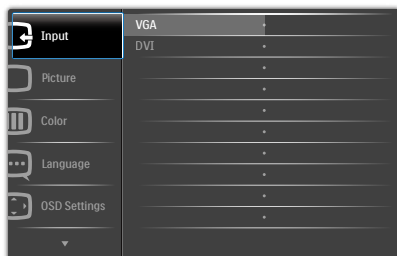 Input
VGA
DVI
Picture
Color
Language
OSD Settings